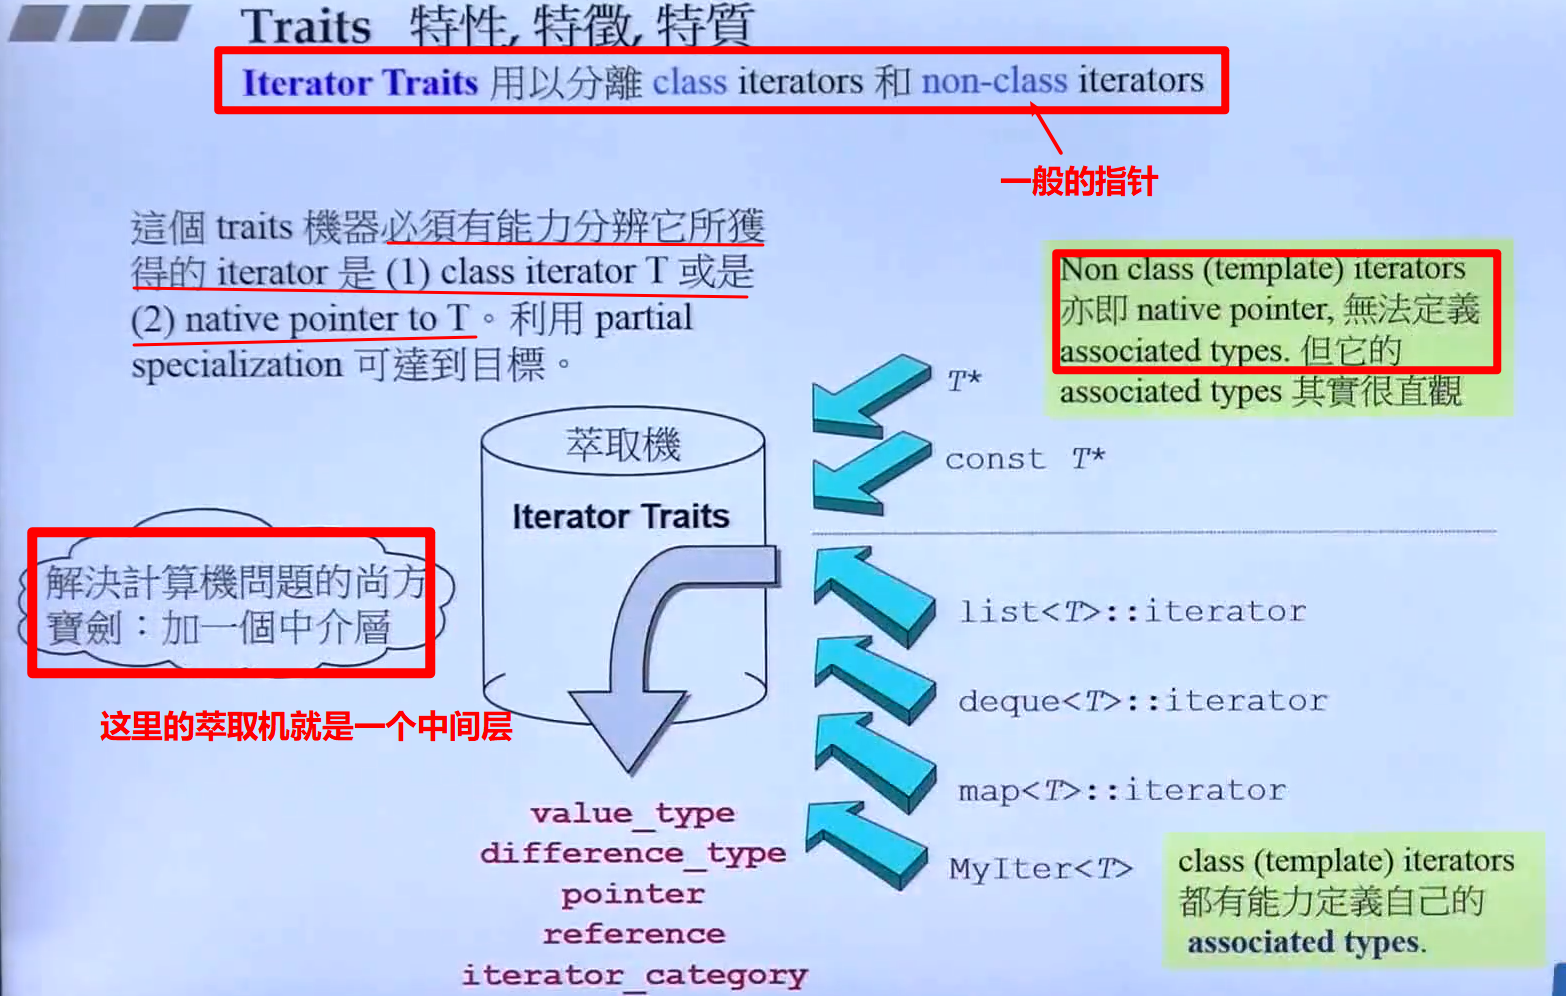 Traits 特性, 特徵, 特質
Iterator Traits 用以分離 class iterators 和 non-class iterators
一般的指针
這個 traits 機器必須有能力分辨它所獲
得的 iterator 是 (1) class iterator T 或是
(2) native pointer to T。利用 partial
specialization 可達到目標。
Non class (template) iterators
亦即 native pointer, 無法定義
associated types. 但它的
associated types 其實很直觀
T*
const T*
萃取機
Iterator Traits
解決計算機問題的尚方
寶劍：加一個中介層
这里的萃取机就是一个中间层
list<T>::iterator
deque<T>::iterator
map<T>::iterator
MyIter<T>
value_type
difference_type
pointer
reference
iterator_category
class (template) iterators
都有能力定義自己的
associated types.